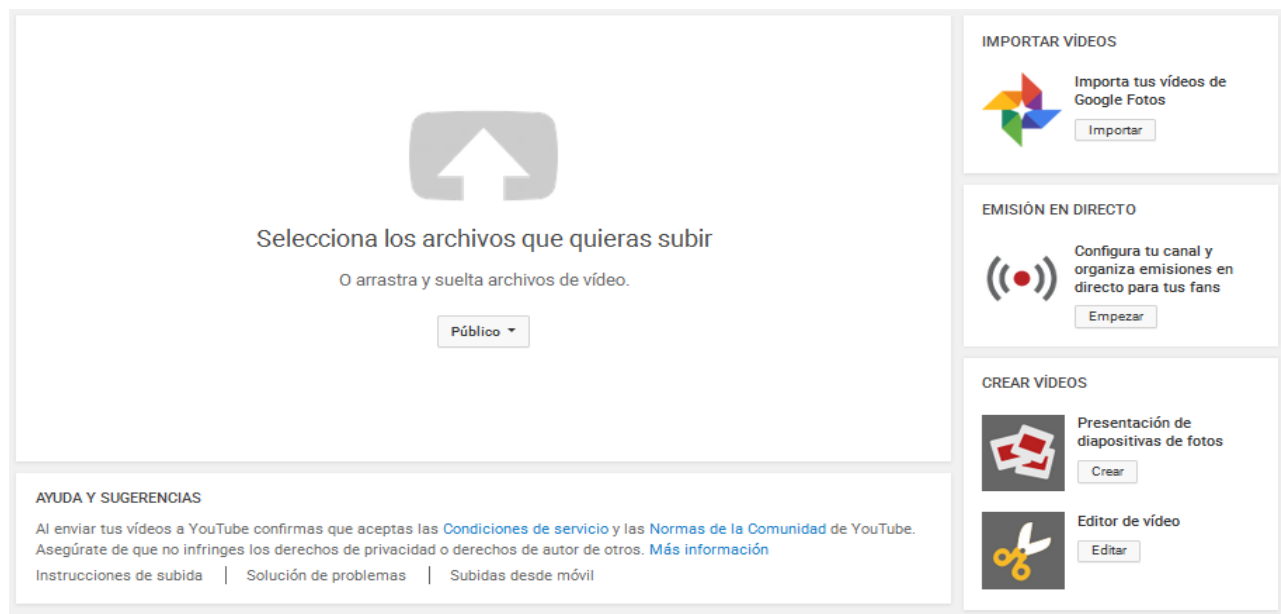 Selecciona los archivos que quieras subir
O arrastra y suelta archivos de vídeo.
Público
AYUDA Y SUGERENCIAS
Al enviar tus vídeos a YouTube confirmas que aceptas las Condiciones de servicio y las Normas de la Comunidad de YouTube.
Asegúrate de que no infringes los derechos de privacidad o derechos de autor de otros. Más información
Instrucciones de subida | Solución de problemas | Subidas desde móvil
IMPORTAR VÍDEOS
Importa tus vídeos de
Google Fotos
Importar
EMISIÓN EN DIRECTO
Configura tu canal y
organiza emisiones en
directo para tus fans
Empezar
CREAR VÍDEOS
Presentación de
diapositivas de fotos
Crear
Editor de vídeo
Editar